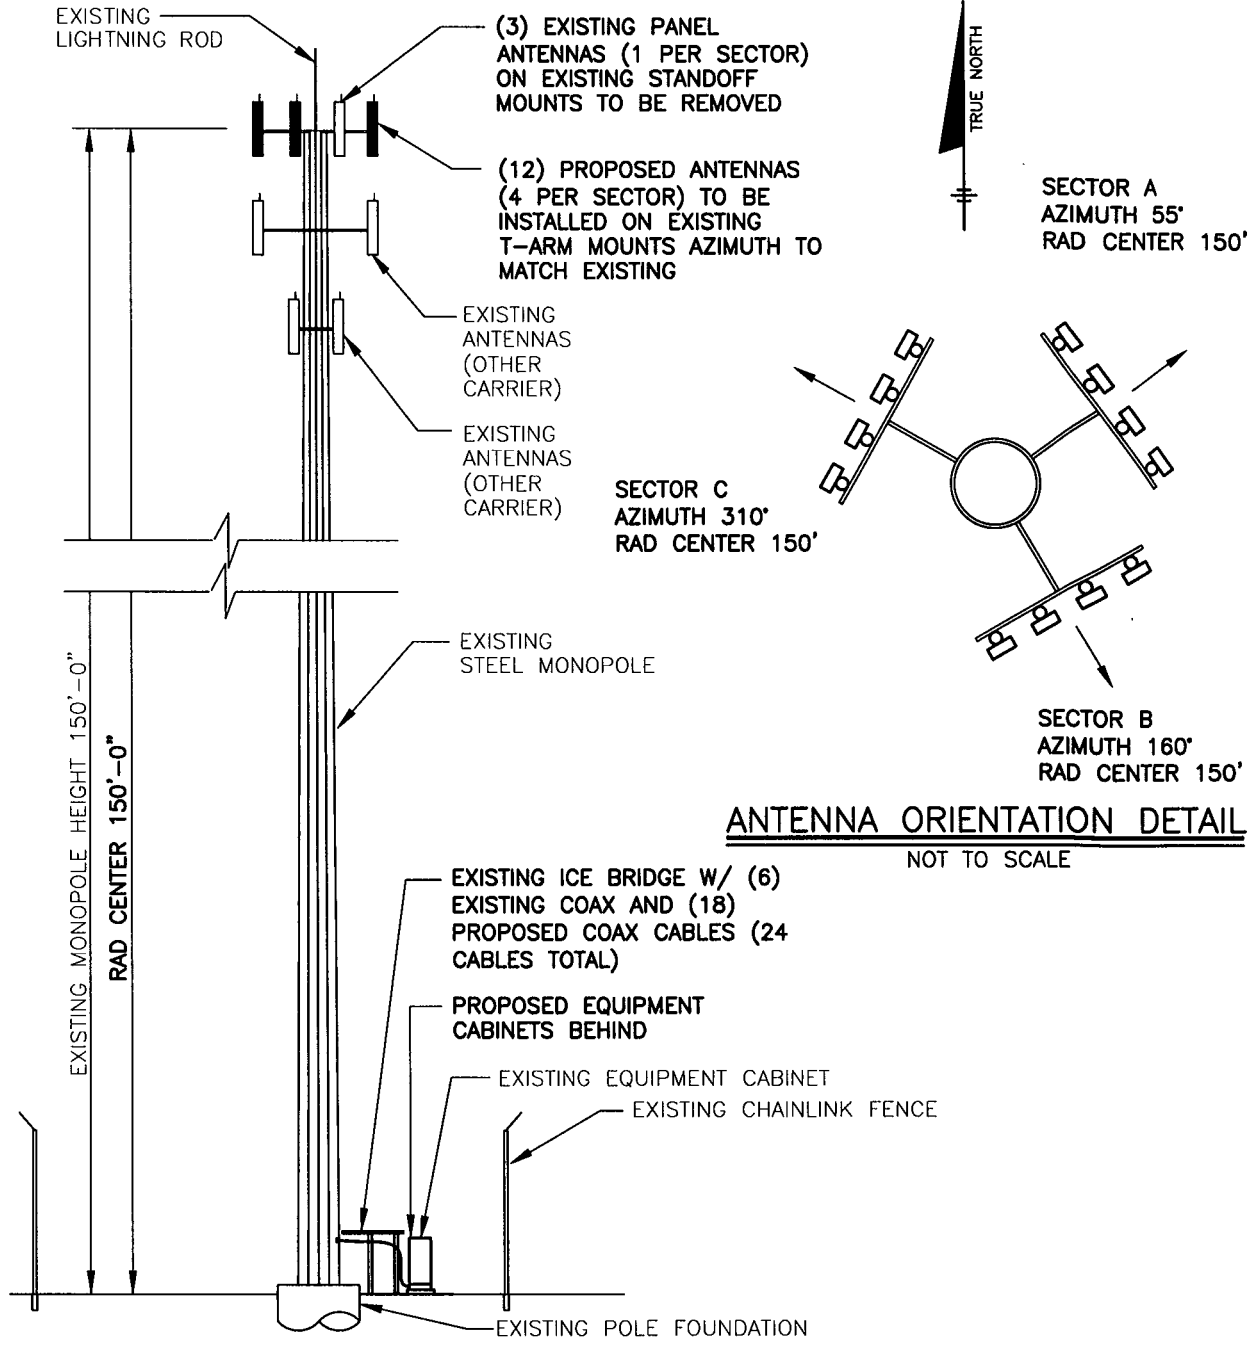 EXISTING
LIGHTNING ROD
(3) EXISTING PANEL
ANTENNAS (1 PER SECTOR)
ON EXISTING STANDOFF
MOUNTS TO BE REMOVED
(12) PROPOSED ANTENNAS
(4 PER SECTOR) TO BE
INSTALLED ON EXISTING
T-ARM MOUNTS AZIMUTH TO
MATCH EXISTING
EXISTING
ANTENNAS
(OTHER
CARRIER)
EXISTING
ANTENNAS
(OTHER
CARRIER)
TRUE NORTH
SECTOR A
AZIMUTH 55°
RAD CENTER 150'
SECTOR C
AZIMUTH 310°
RAD CENTER 150'
SECTOR B
AZIMUTH 160°
RAD CENTER 150'
ANTENNA ORIENTATION DETAIL
NOT TO SCALE
EXISTING
STEEL MONOPOLE
EXISTING MONOPOLE HEIGHT 150'-0"
RAD CENTER 150'-0"
EXISTING ICE BRIDGE W/ (6)
EXISTING COAX AND (18)
PROPOSED COAX CABLES (24
CABLES TOTAL)
PROPOSED EQUIPMENT
CABINETS BEHIND
EXISTING EQUIPMENT CABINET
EXISTING CHAINLINK FENCE
EXISTING POLE FOUNDATION